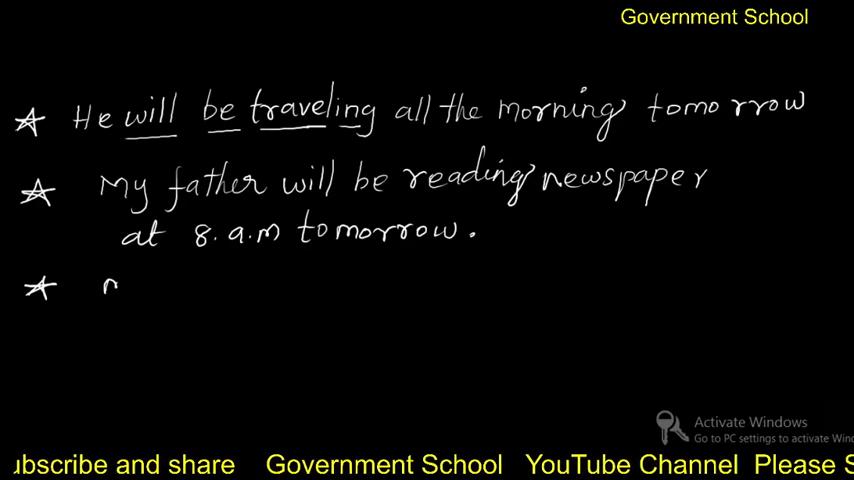 Government School
He will be traveling all the morning tomorrow
My father will be reading newspaper
at 8.a.m tomorrow.
Activate Windows
Go to PC settings to activate Win
ubscribe and share Government School YouTube Channel Please S